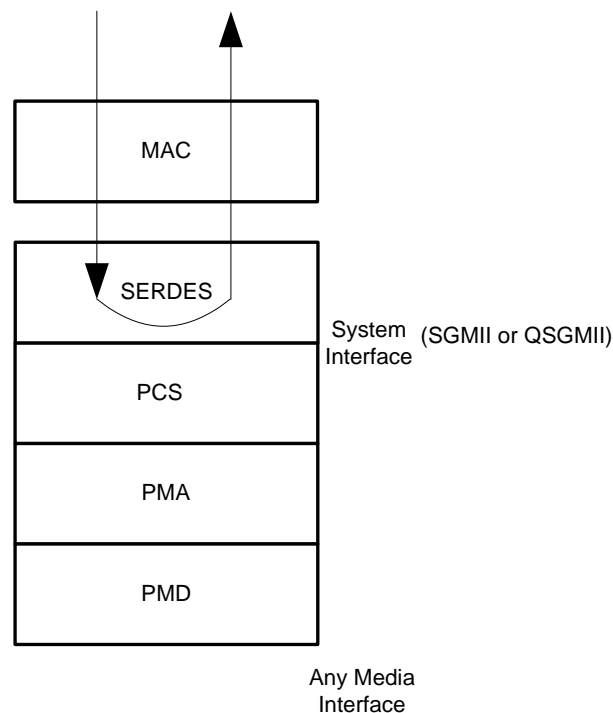 MAC
SERDES
System
Interface
(SGMII or QSGMII)
PCS
PMA
PMD
Any Media
Interface